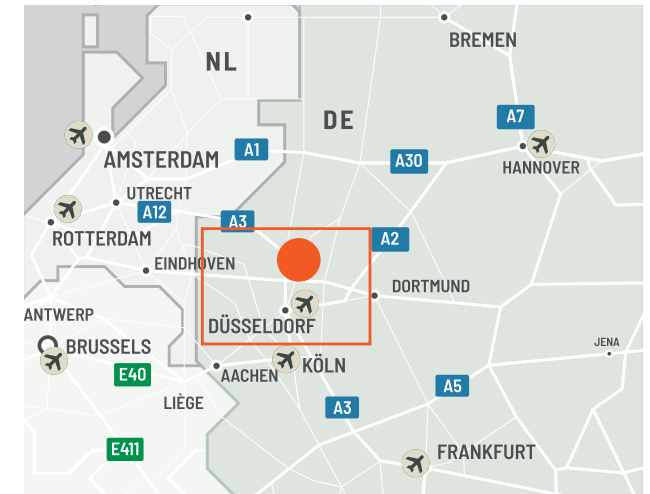 A1
BREMEN
NL
A7
DE
AMSTERDAM
A1
A30
HANNOVER
UTRECHT
A12
A3
ROTTERDAM
A2
EINDHOVEN
DORTMUND
ANTWERP
DÜSSELDORF
BRUSSELS
JENA
KÖLN
AACHEN
E40
A5
LIÈGE
A3
E411
FRANKFURT